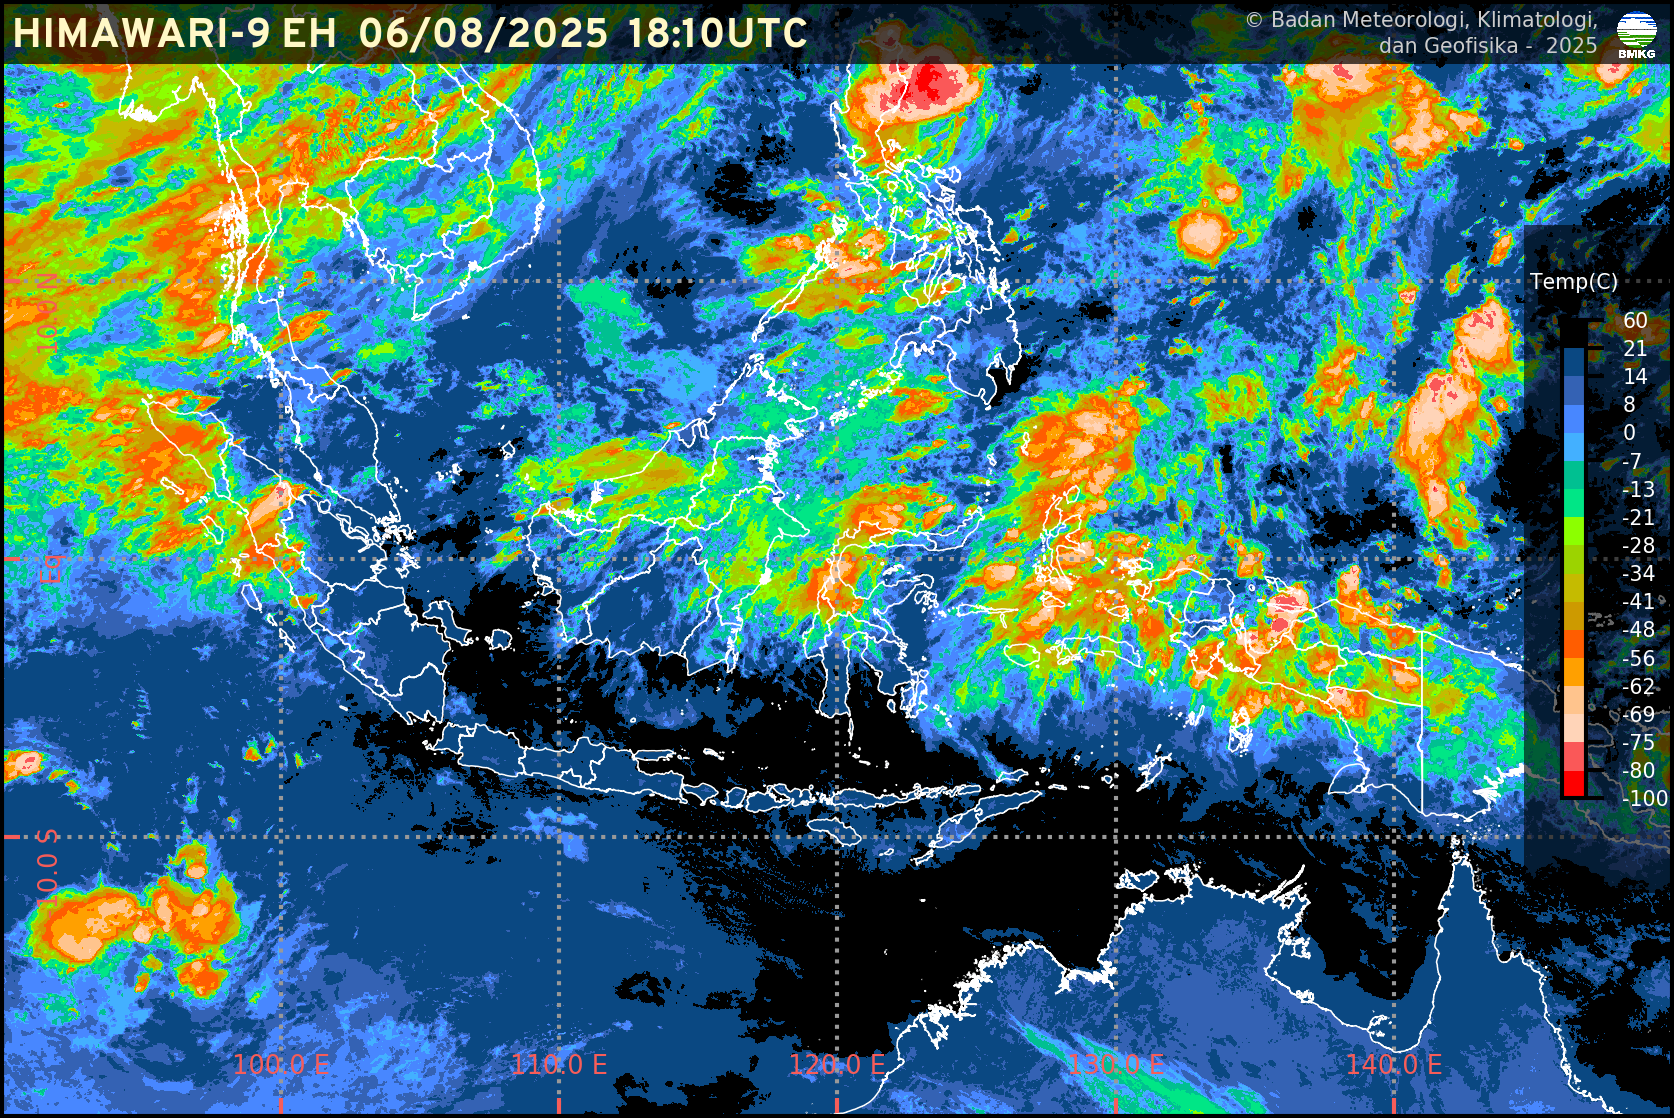 HIMAWARI-9 EH 06/08/2025 18:10UTC
© Badan Meteorologi, Klimatologi,
dan Geofisika - 2025
BMKG
Temp(C)
60
21
14
8
0
-7
-13
-21
-28
-34
-41
-48
-56
-62
-69
-75
-80
-100
10.0 N
Eq
10.0 S
100.0 E
110.0 E
120.0 E
130.0 E
140.0 E